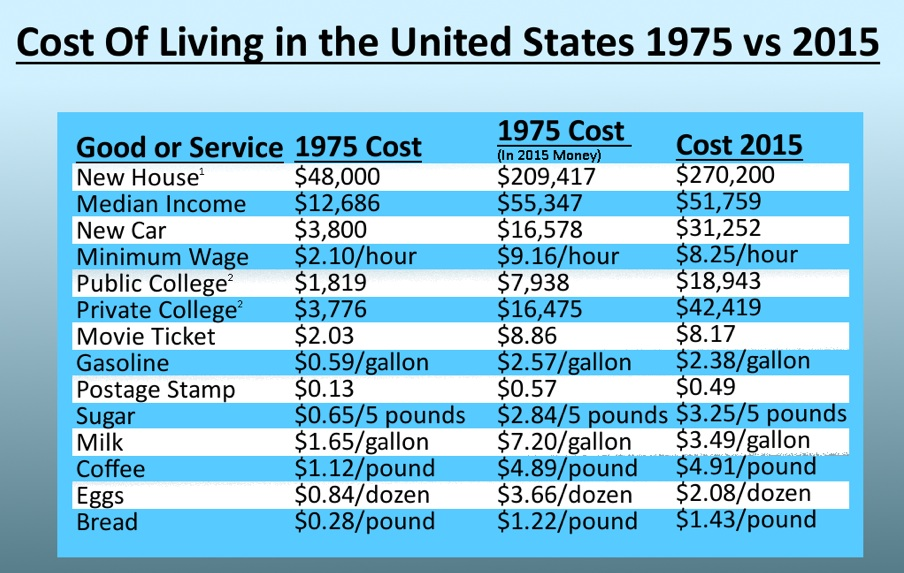 Cost Of Living in the United States 1975 vs 2015
Good or Service 1975 Cost 1975 Cost (In 2015 Money) Cost 2015
New House¹ $48,000 $209,417 $270,200
Median Income $12,686 $55,347 $51,759
New Car $3,800 $16,578 $31,252
Minimum Wage $2.10/hour $9.16/hour $8.25/hour
Public College² $1,819 $7,938 $18,943
Private College² $3,776 $16,475 $42,419
Movie Ticket $2.03 $8.86 $8.17
Gasoline $0.59/gallon $2.57/gallon $2.38/gallon
Postage Stamp $0.13 $0.57 $0.49
Sugar $0.65/5 pounds $2.84/5 pounds $3.25/5 pounds
Milk $1.65/gallon $7.20/gallon $3.49/gallon
Coffee $1.12/pound $4.89/pound $4.91/pound
Eggs $0.84/dozen $3.66/dozen $2.08/dozen
Bread $0.28/pound $1.22/pound $1.43/pound